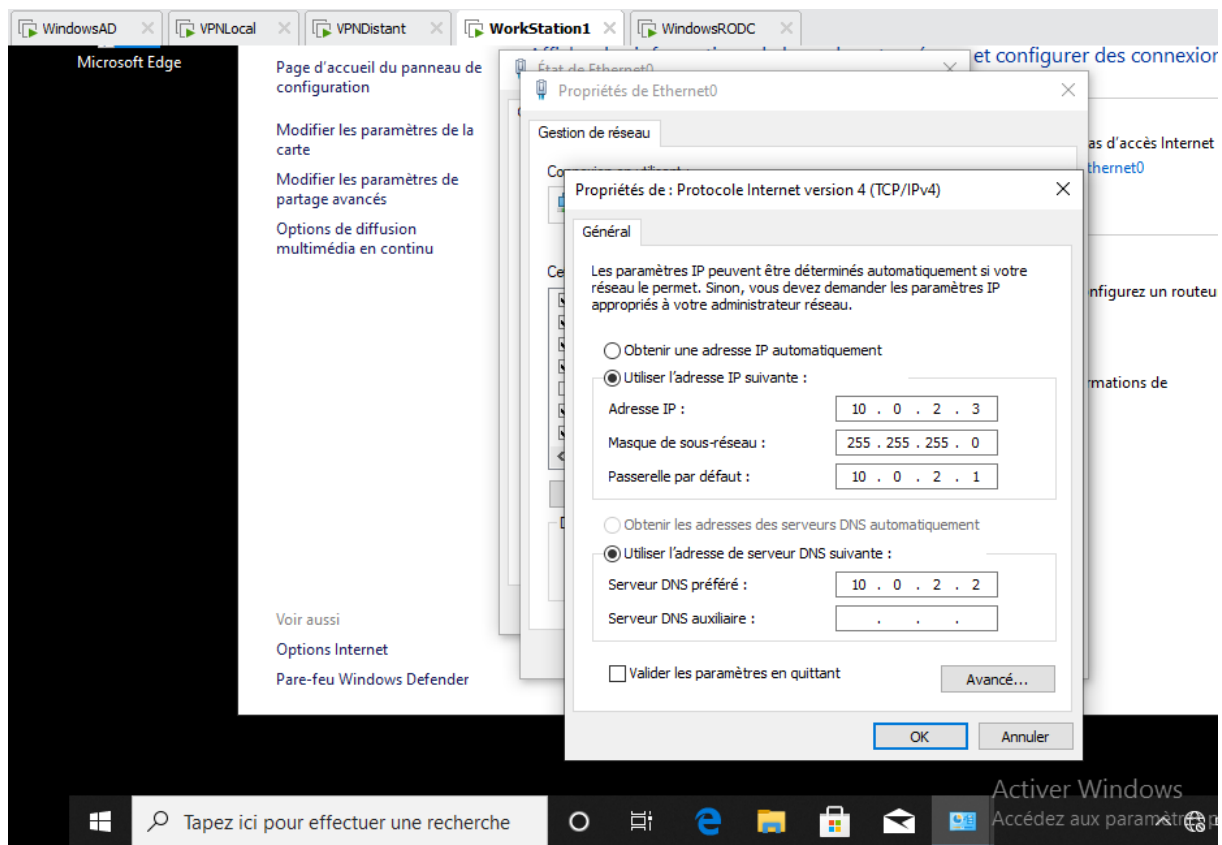 WindowsAD
VPNLocal
VPNDistant
WorkStation1
WindowsRODC
Microsoft Edge
Page d'accueil du panneau de
configuration
Modifier les paramètres de la
carte
Modifier les paramètres de
partage avancés
Options de diffusion
multimédia en continu
Voir aussi
Options Internet
Pare-feu Windows Defender
et configurer des connexior
as d'accès Internet
thernet0
nfigurez un routeu
rmations de
État de Ethernet0
Propriétés de Ethernet0
Gestion de réseau
Propriétés de : Protocole Internet version 4 (TCP/IPv4)
Général
Les paramètres IP peuvent être déterminés automatiquement si votre
réseau le permet. Sinon, vous devez demander les paramètres IP
appropriés à votre administrateur réseau.
Obtenir une adresse IP automatiquement
Utiliser l'adresse IP suivante :
Adresse IP : 10 . 0 . 2 . 3
Masque de sous-réseau : 255 . 255 . 255 . 0
Passerelle par défaut : 10 . 0 . 2 . 1
Obtenir les adresses des serveurs DNS automatiquement
Utiliser l'adresse de serveur DNS suivante :
Serveur DNS préféré : 10 . 0 . 2 . 2
Serveur DNS auxiliaire : . . .
Valider les paramètres en quittant
Avancé...
OK
Annuler
Activer Windows
Accédez aux paramètres p
Tapez ici pour effectuer une recherche